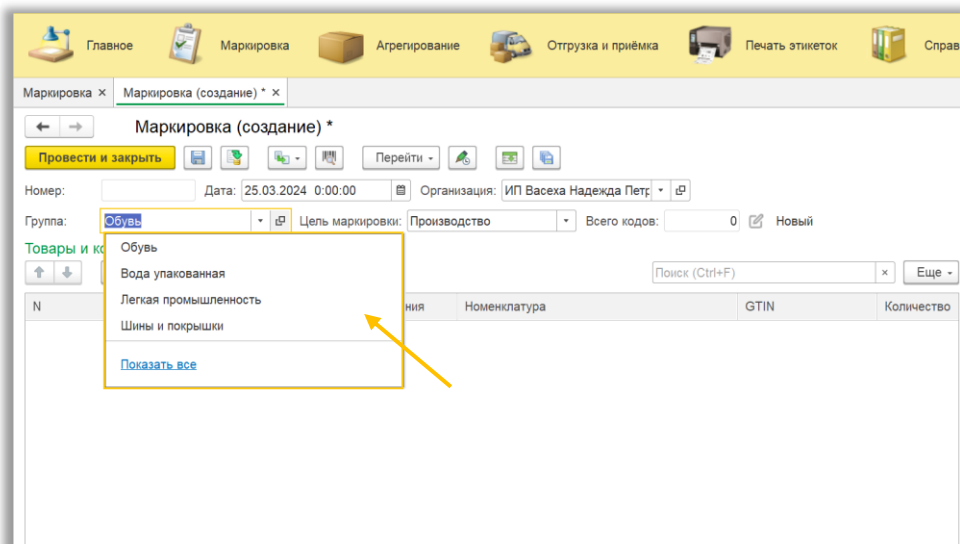 Главное Маркировка Агрегирование Отгрузка и приёмка Печать этикеток Справ
Маркировка × Маркировка (создание) * ×
Маркировка (создание) *
Провести и закрыть Перейти
Номер: Дата: 25.03.2024 0:00:00 Организация: ИП Васеха Надежда Петр
Группа: Обувь Цель маркировки: Производство Всего кодов: 0 Новый
Товары и ко
Обувь
Вода упакованная
Поиск (Ctrl+F) × Еще
Легкая промышленность
N ния Номенклатура GTIN Количество
Шины и покрышки
Показать все